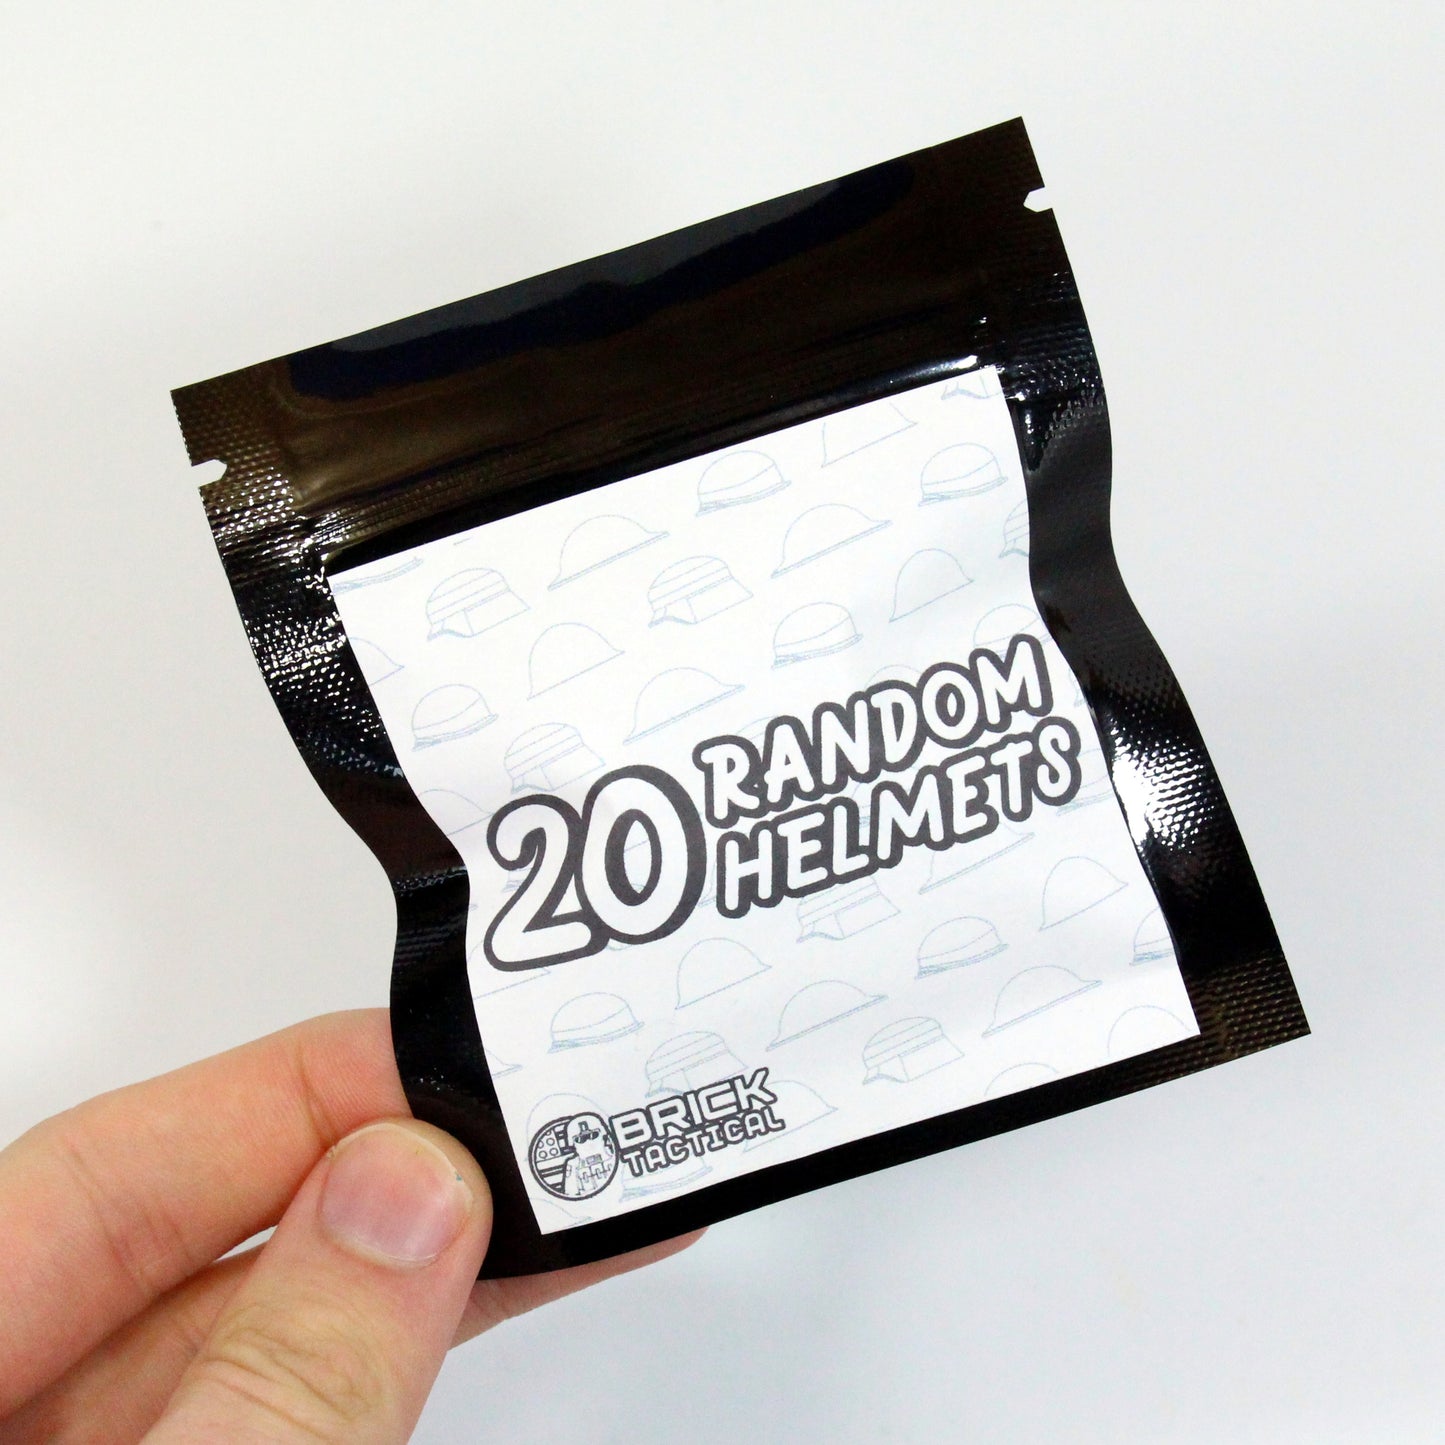 20 RANDOM
HELMETS
BRICK
TACTICAL